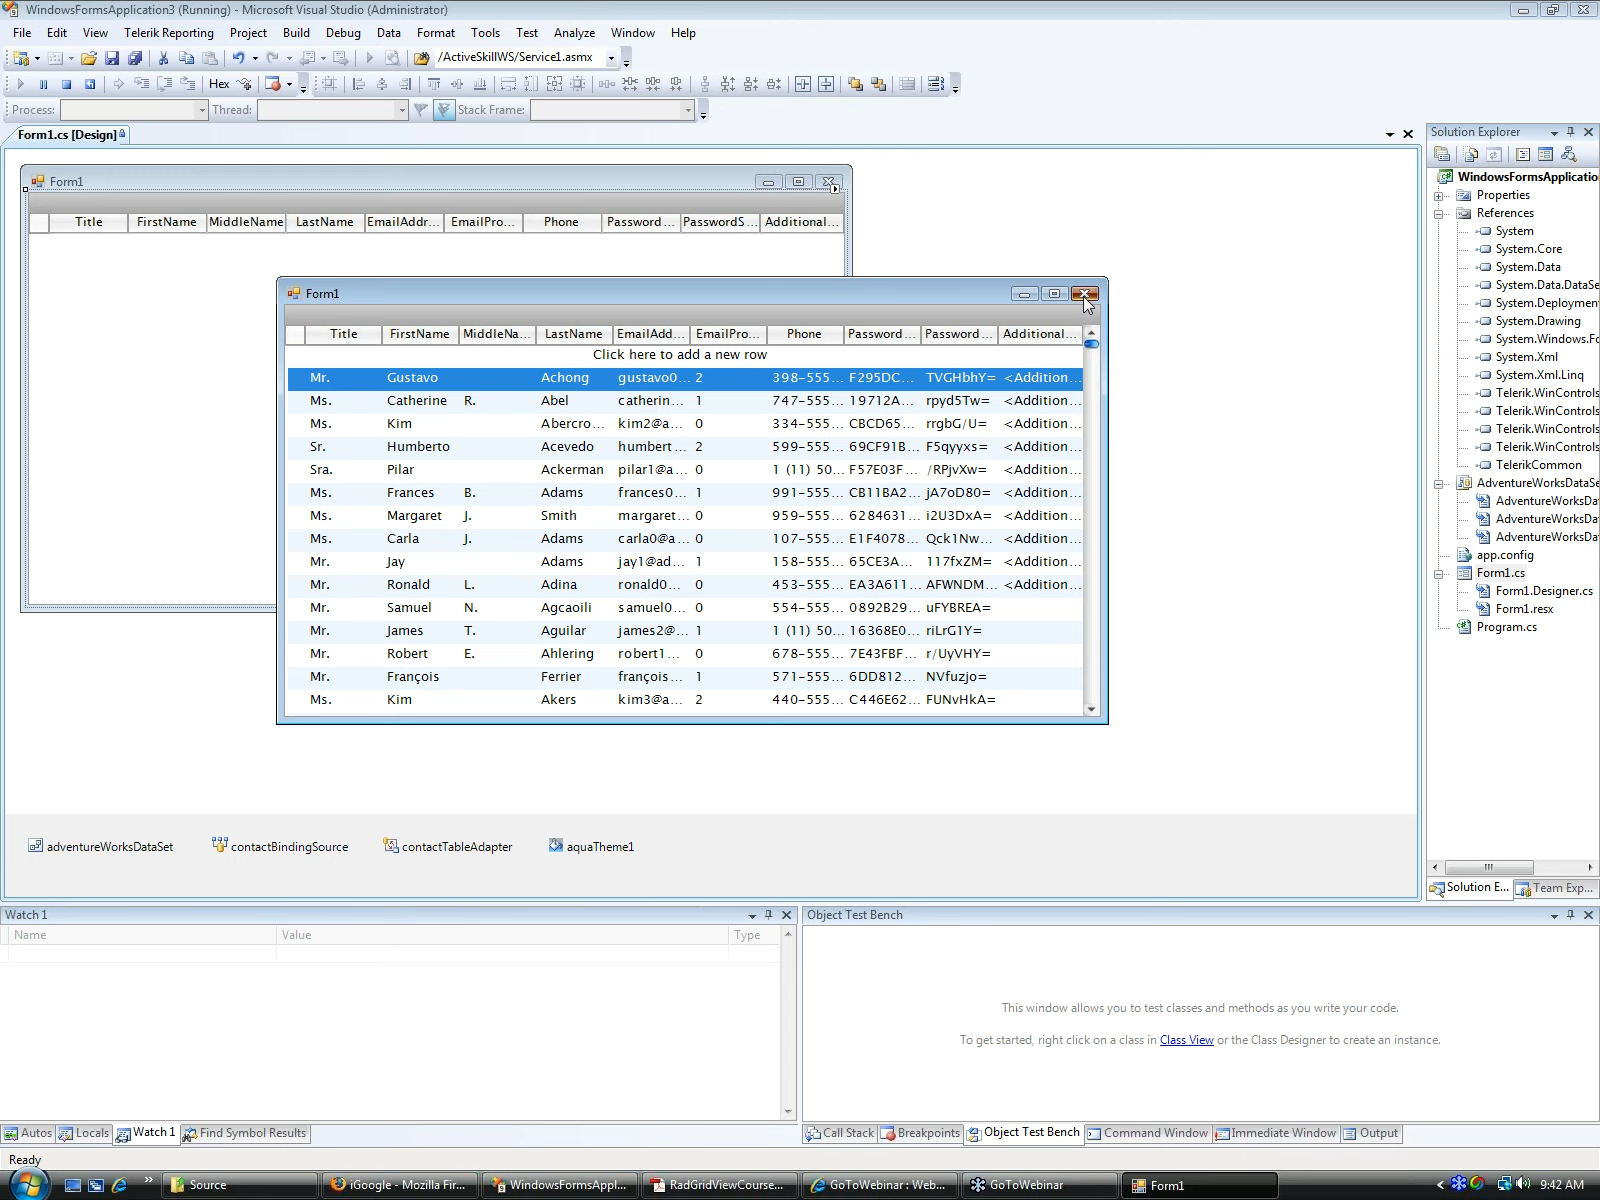 WindowsFormsApplication3 (Running) - Microsoft Visual Studio (Administrator)
File Edit View Telerik Reporting Project Build Debug Data Format Tools Test Analyze Window Help
/ActiveSkillWS/Service1.asmx
Hex
Process: Thread: Stack Frame:
Form1.cs [Design]
Form1
Title FirstName MiddleName LastName EmailAddr... EmailPro... Phone Password... PasswordS... Additional...
Form1
Title FirstName MiddleNa... LastName EmailAdd... EmailPro... Phone Password... Password... Additional...
Click here to add a new row
Mr. Gustavo Achong gustavo0... 2 398-555... F295DC... TVGHbhY= <Addition...
Ms. Catherine R. Abel catherin... 1 747-555... 19712A... rpyd5Tw= <Addition...
Ms. Kim Abercro... kim2@a... 0 334-555... CBCD65... rrgbG/U= <Addition...
Sr. Humberto Acevedo humbert... 2 599-555... 69CF91B... F5qyyxs= <Addition...
Sra. Pilar Ackerman pilar1@a... 0 1 (11) 50... F57E03F... /RPjvXw= <Addition...
Ms. Frances B. Adams frances0... 1 991-555... CB11BA2... jA7oD80= <Addition...
Ms. Margaret J. Smith margaret... 0 959-555... 6284631... i2U3DxA= <Addition...
Ms. Carla J. Adams carla0@a... 0 107-555... E1F4078... Qck1Nw... <Addition...
Mr. Jay Adams jay1@ad... 1 158-555... 65CE3A... 117fxZM= <Addition...
Mr. Ronald L. Adina ronald0... 0 453-555... EA3A611... AFWNDM... <Addition...
Mr. Samuel N. Agcaoili samuel0... 0 554-555... 0892B29... uFYBREA=
Mr. James T. Aguilar james2@... 1 1 (11) 50... 16368E0... riLrG1Y=
Mr. Robert E. Ahlering robert1... 0 678-555... 7E43FBF... r/UyVHY=
Mr. François Ferrier françois... 1 571-555... 6DD812... NVfuzjo=
Ms. Kim Akers kim3@a... 2 440-555... C446E62... FUNvHkA=
adventureWorksDataSet contactBindingSource contactTableAdapter aquaTheme1
Solution Explorer
WindowsFormsApplicatio
Properties
References
System
System.Core
System.Data
System.Data.DataSe
System.Deploymen
System.Drawing
System.Windows.Fo
System.Xml
System.Xml.Linq
Telerik.WinControls
Telerik.WinControls
Telerik.WinControls
Telerik.WinControls
TelerikCommon
AdventureWorksDataSe
AdventureWorksDa
AdventureWorksDa
AdventureWorksDa
app.config
Form1.cs
Form1.Designer.cs
Form1.resx
Program.cs
Solution E... Team Exp...
Watch 1
Name Value Type
Autos Locals Watch 1 Find Symbol Results
Object Test Bench
This window allows you to test classes and methods as you write your code.
To get started, right click on a class in Class View or the Class Designer to create an instance.
Call Stack Breakpoints Object Test Bench Command Window Immediate Window Output
Ready
Source iGoogle - Mozilla Fir... WindowsFormsAppl... RadGridViewCourse... GoToWebinar : Web... GoToWebinar Form1 9:42 AM